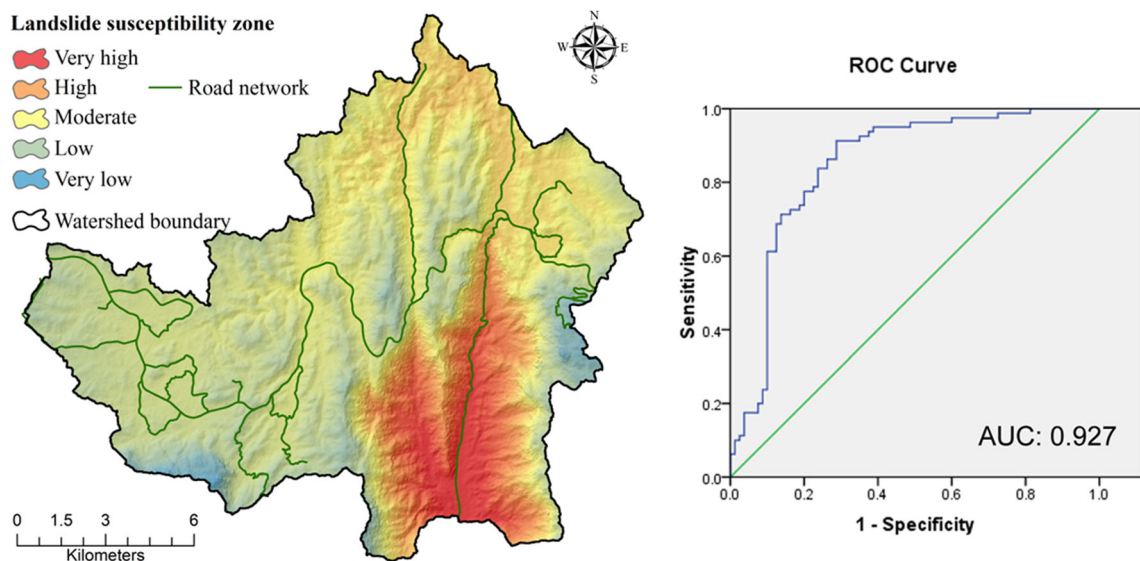 Landslide susceptibility zone
Very high
High
Road network
Moderate
Low
Very low
Watershed boundary
N
W
E
S
0 1.5 3 6
Kilometers
ROC Curve
Sensitivity
1.0
0.8
0.6
0.4
0.2
0.0
AUC: 0.927
0.0 0.2 0.4 0.6 0.8 1.0
1 - Specificity